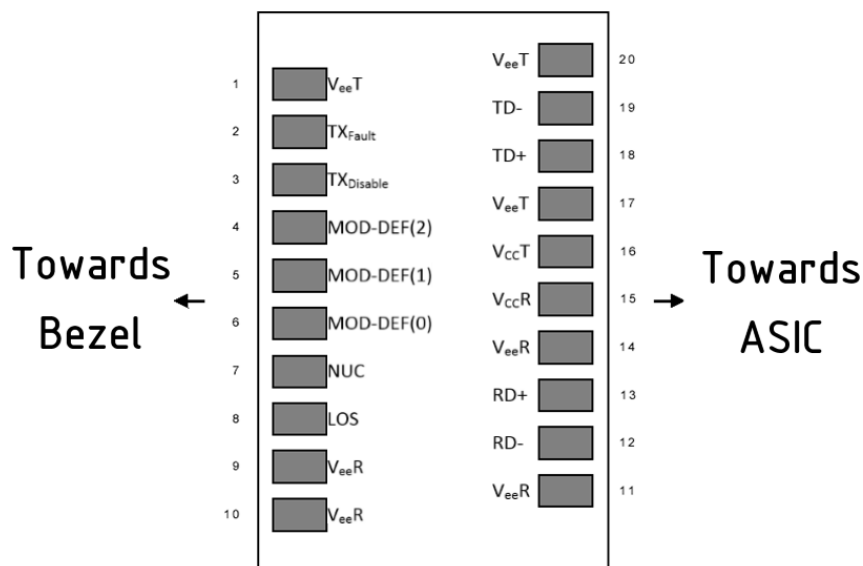 1 VeeT
2 TXFault
3 TXDisable
4 MOD-DEF(2)
5 MOD-DEF(1)
6 MOD-DEF(0)
7 NUC
8 LOS
9 VeeR
10 VeeR
VeeT 20
TD- 19
TD+ 18
VeeT 17
VCCT 16
VCCR 15
VeeR 14
RD+ 13
RD- 12
VeeR 11
Towards
Bezel
Towards
ASIC